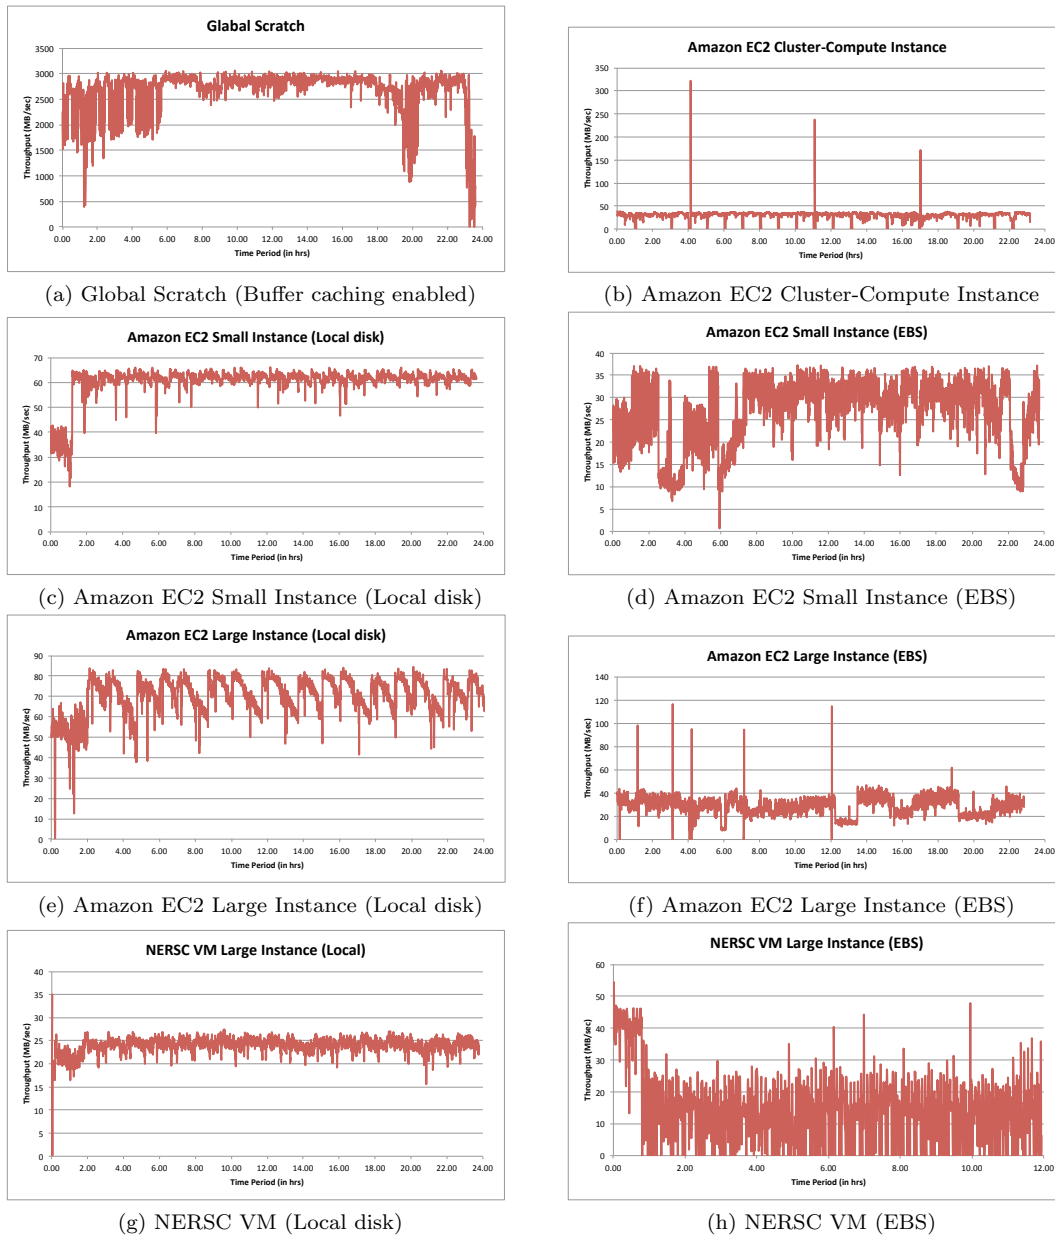 Glabal Scratch
Throughput (MB/sec)
3500
3000
2500
2000
1500
1000
500
0
0.00 2.00 4.00 6.00 8.00 10.00 12.00 14.00 16.00 18.00 20.00 22.00 24.00
Time Period (in hrs)
(a) Global Scratch (Buffer caching enabled)
Amazon EC2 Cluster-Compute Instance
Throughput (MB/sec)
350
300
250
200
150
100
50
0
0.00 2.00 4.00 6.00 8.00 10.00 12.00 14.00 16.00 18.00 20.00 22.00 24.00
Time Period (hrs)
(b) Amazon EC2 Cluster-Compute Instance
Amazon EC2 Small Instance (Local disk)
Throughput (MB/sec)
70
60
50
40
30
20
10
0
0.00 2.00 4.00 6.00 8.00 10.00 12.00 14.00 16.00 18.00 20.00 22.00 24.00
Time Period (in hrs)
(c) Amazon EC2 Small Instance (Local disk)
Amazon EC2 Small Instance (EBS)
Throughput (MB/sec)
40
35
30
25
20
15
10
5
0
0.00 2.00 4.00 6.00 8.00 10.00 12.00 14.00 16.00 18.00 20.00 22.00 24.00
Time Period (in hrs)
(d) Amazon EC2 Small Instance (EBS)
Amazon EC2 Large Instance (Local disk)
Throughput (MB/sec)
90
80
70
60
50
40
30
20
10
0
0.00 2.00 4.00 6.00 8.00 10.00 12.00 14.00 16.00 18.00 20.00 22.00 24.00
Time Period (in hrs)
(e) Amazon EC2 Large Instance (Local disk)
Amazon EC2 Large Instance (EBS)
Throughput (MB/sec)
140
120
100
80
60
40
20
0
0.00 2.00 4.00 6.00 8.00 10.00 12.00 14.00 16.00 18.00 20.00 22.00 24.00
Time Period (in hrs)
(f) Amazon EC2 Large Instance (EBS)
NERSC VM Large Instance (Local)
Throughput (MB/sec)
40
35
30
25
20
15
10
5
0
0.00 2.00 4.00 6.00 8.00 10.00 12.00 14.00 16.00 18.00 20.00 22.00 24.00
Time Period (in hrs)
(g) NERSC VM (Local disk)
NERSC VM Large Instance (EBS)
Throughput (MB/sec)
60
50
40
30
20
10
0
0.00 2.00 4.00 6.00 8.00 10.00 12.00
Time Period (in hrs)
(h) NERSC VM (EBS)